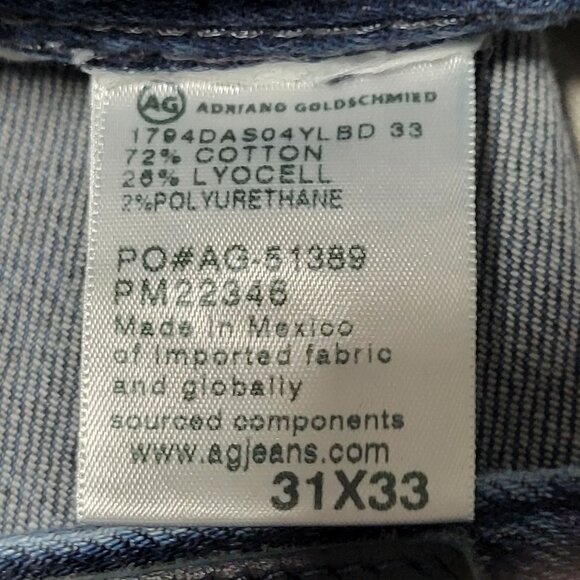 AG ADRIANO GOLDSCHMIED
1794DAS04YLBD 33
72% COTTON
26% LYOCELL
2%POLYURETHANE
PO#AG-51389
PM22346
Made in Mexico
of imported fabric
and globally
sourced components
www.agjeans.com
31X33